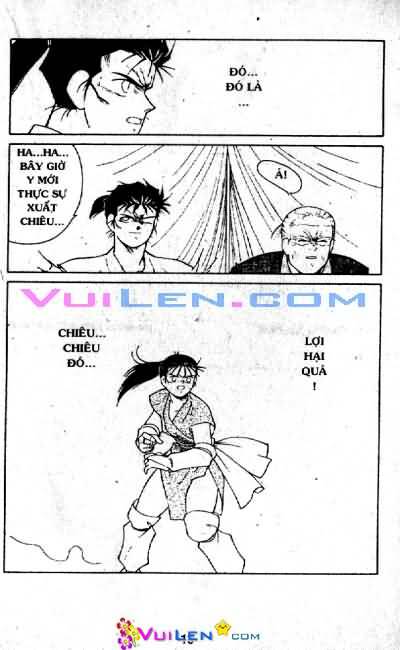 ĐÓ...
ĐÓ LÀ
...
HA...HA...
BÂY GIỜ
Y MỚI
THỰC SỰ
XUẤT
CHIÊU...
Á!
VUILEN.COM
CHIÊU...
CHIÊU
ĐÓ...
LỢI
HẠI
QUẢ
!
VUILEN.COM